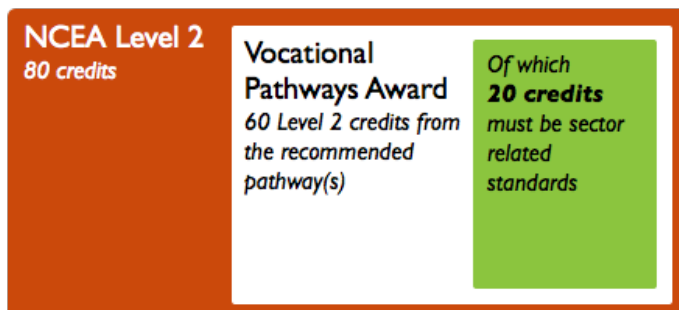 NCEA Level 2
80 credits
Vocational
Pathways Award
60 Level 2 credits from
the recommended
pathway(s)
Of which
20 credits
must be sector
related
standards